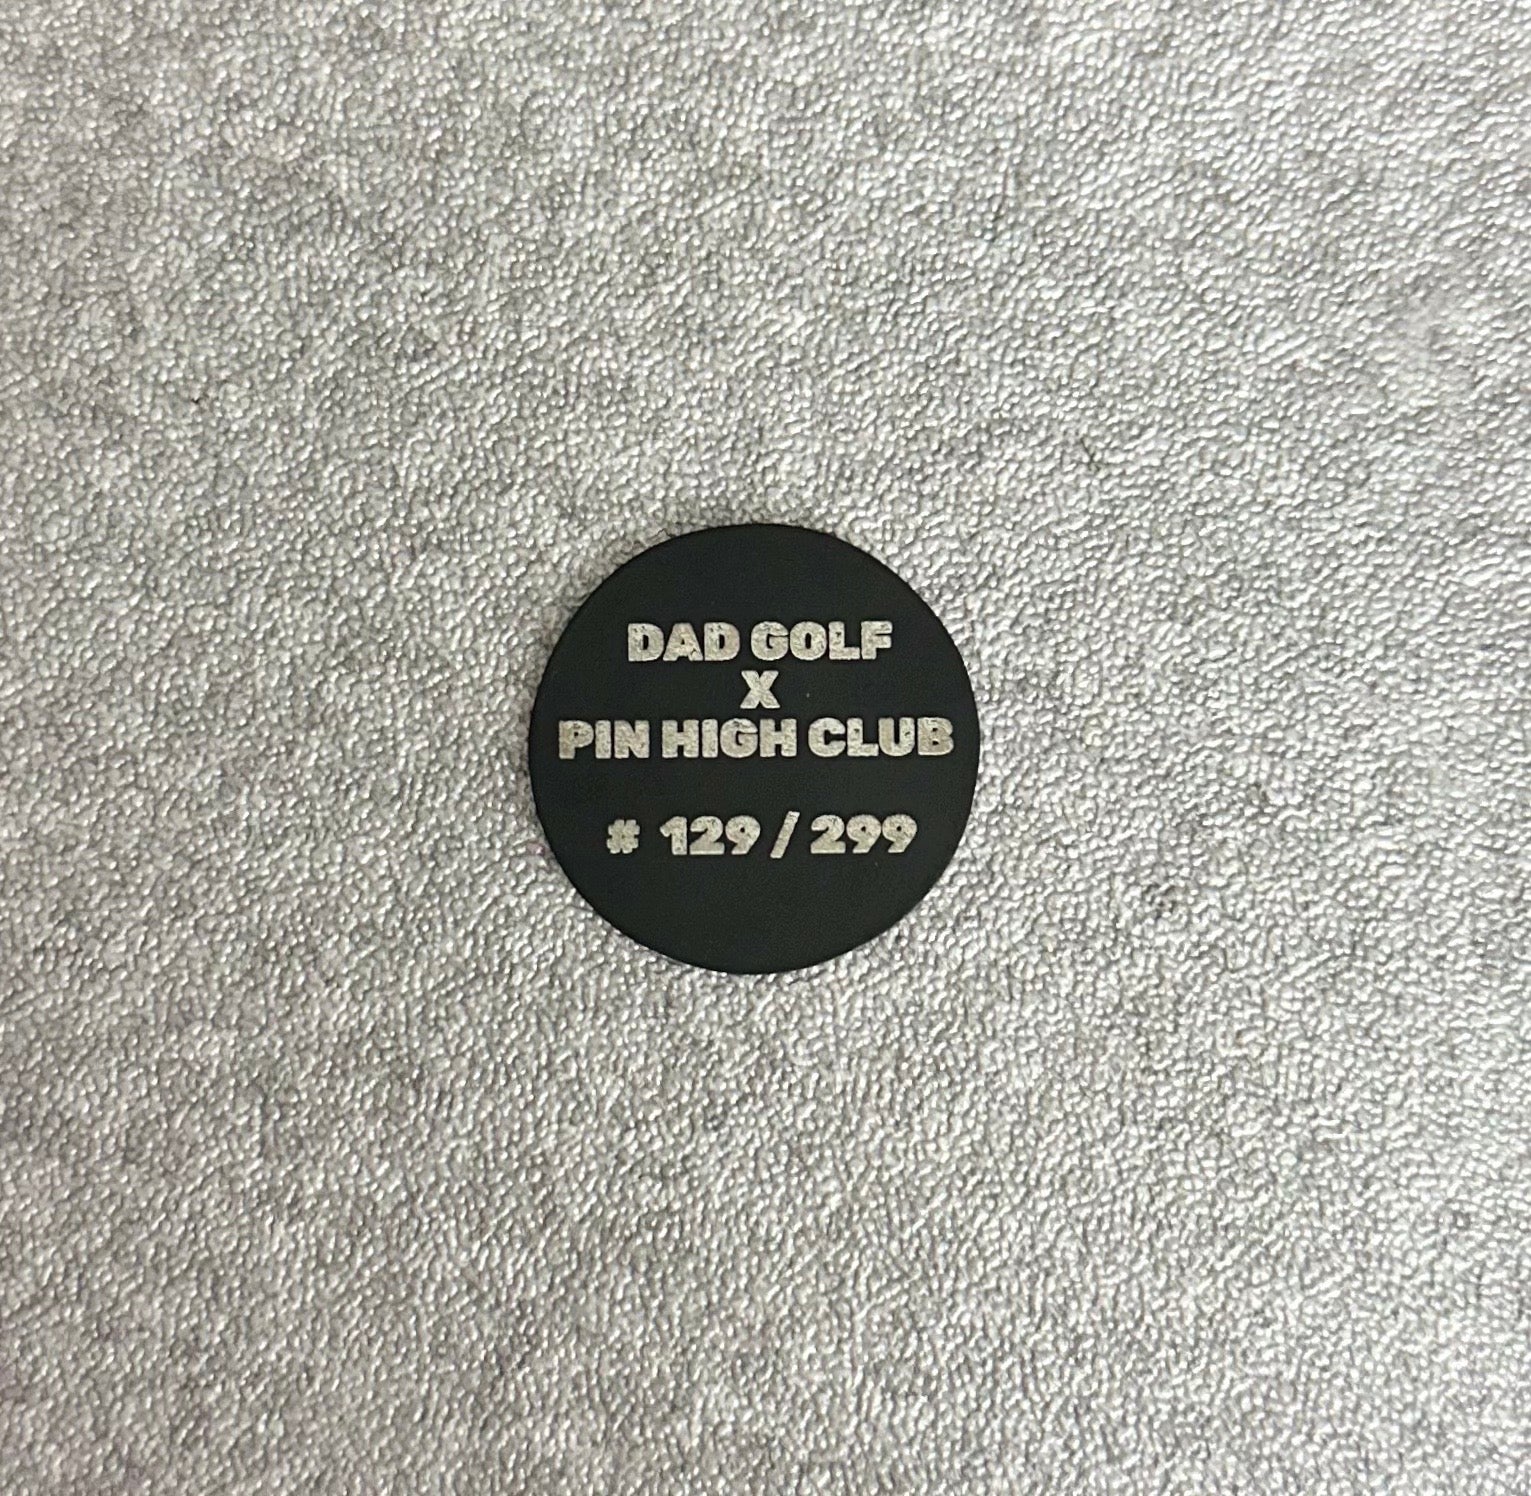 DAD GOLF
X
PIN HIGH CLUB
# 129 / 299